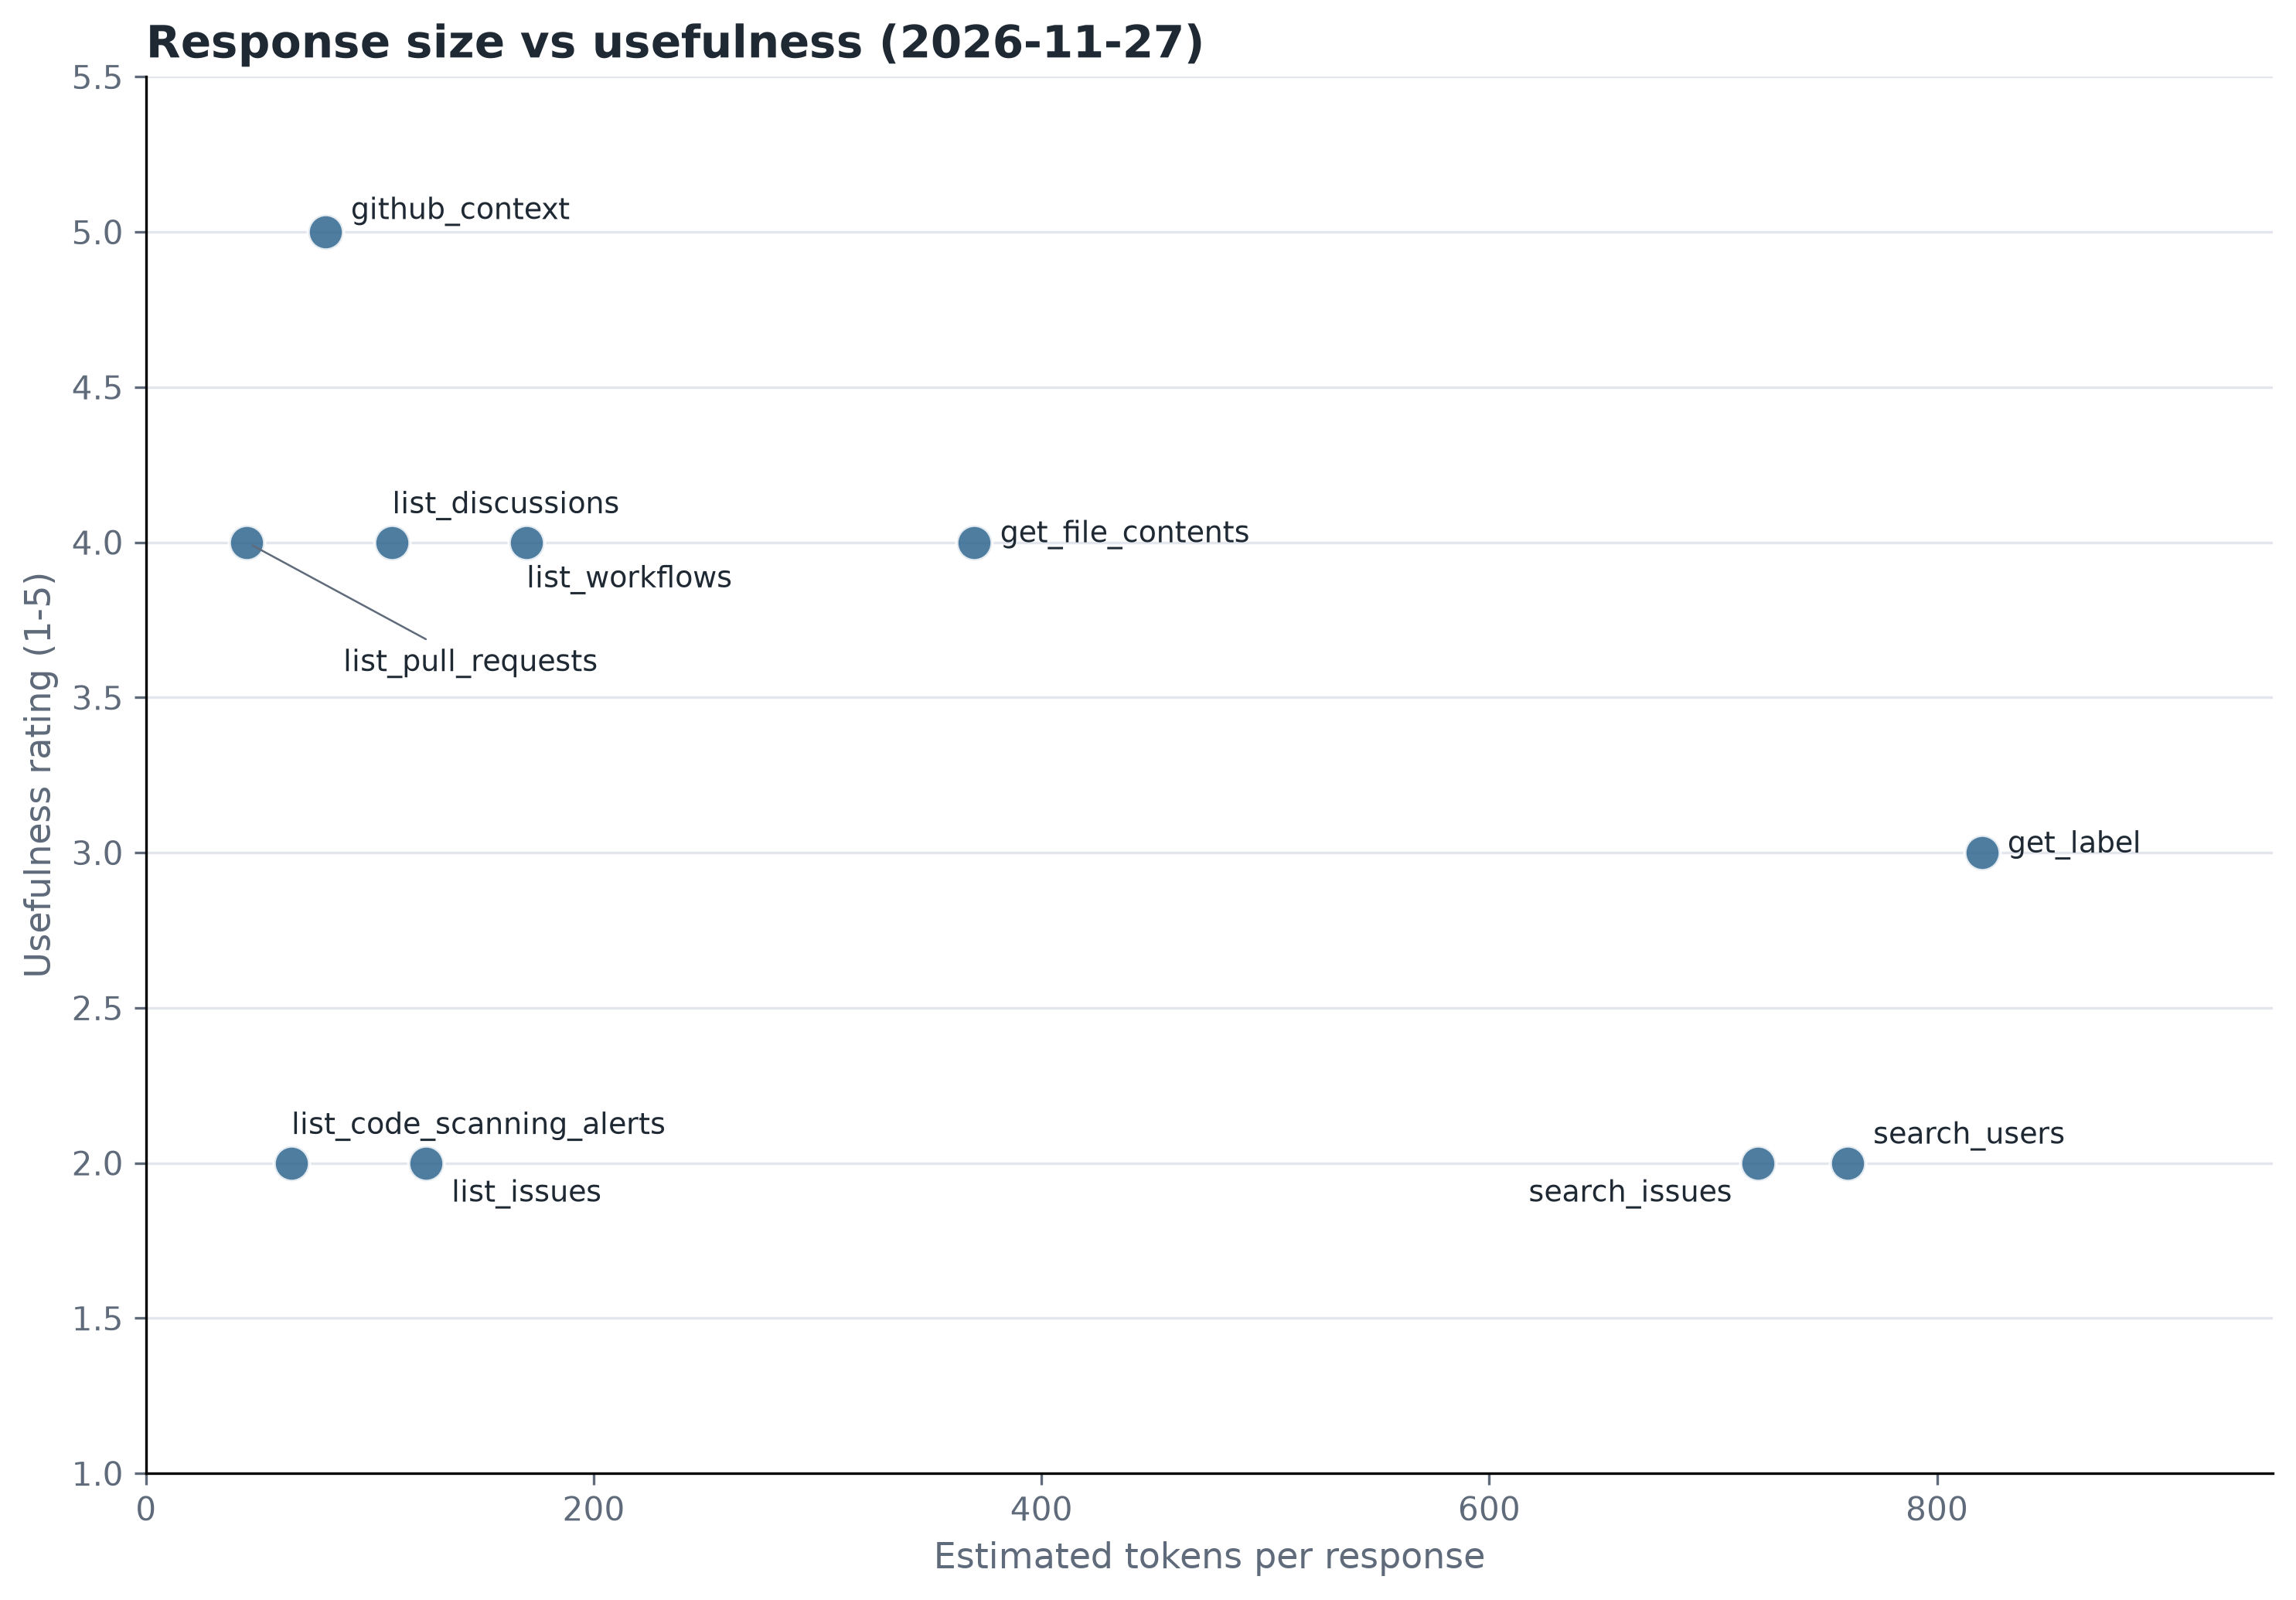 Response size vs usefulness (2026-11-27)
5.5
github_context
5.0
4.5
list_discussions
get_file_contents
4.0
list_workflows
list_pull_requests
3.5
get_label
3.0
2.5
list_code_scanning_alerts
search_users
2.0
list_issues
search_issues
1.5
1.0
Usefulness rating (1-5)
0 200 400 600 800
Estimated tokens per response